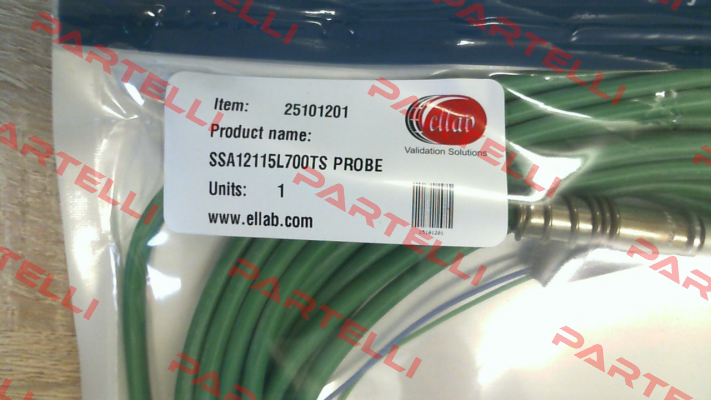 Item: 25101201
Product name:
SSA12115L700TS PROBE
Units: 1
www.ellab.com
ellab
Validation Solutions
25101201
PARTELLI
PARTELLI
PARTELLI
PARTELLI
PARTELLI
PARTELLI
PARTELLI
PARTELLI
PARTELLI